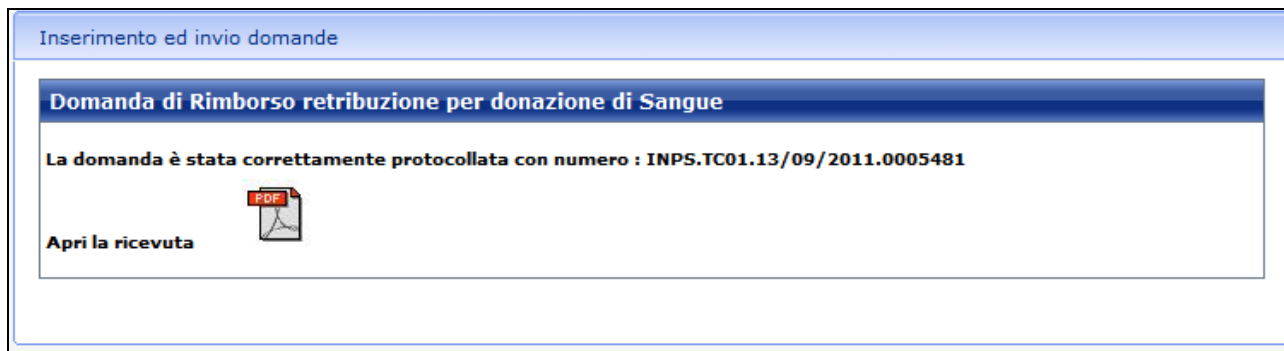 Inserimento ed invio domande
Domanda di Rimborso retribuzione per donazione di Sangue
La domanda è stata correttamente protocollata con numero : INPS.TC01.13/09/2011.0005481
PDF
Apri la ricevuta